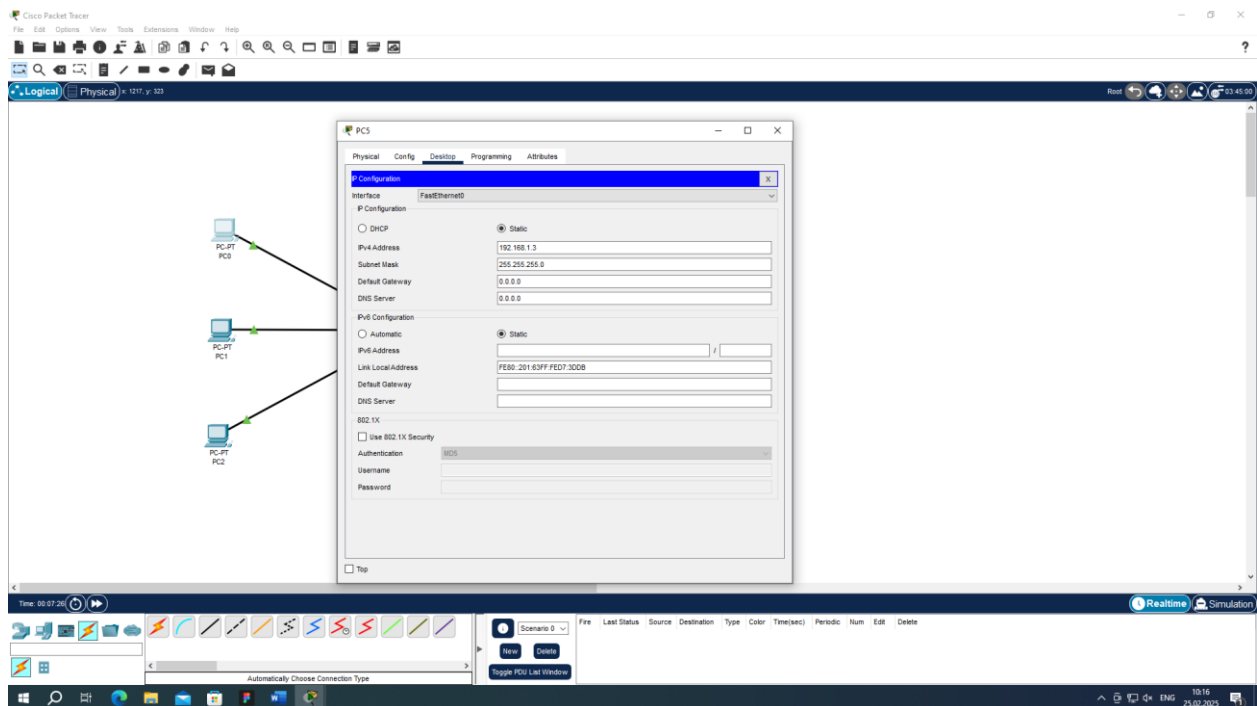 Cisco Packet Tracer
File Edit Options View Tools Extensions Window Help
?
Logical Physical x: 1217, y: 323
Root 03:45:00
PC5
Physical Config Desktop Programming Attributes
IP Configuration
X
Interface FastEthernet0
IP Configuration
DHCP Static
IPv4 Address 192.168.1.3
Subnet Mask 255.255.255.0
Default Gateway 0.0.0.0
DNS Server 0.0.0.0
IPv6 Configuration
Automatic Static
IPv6 Address /
Link Local Address FE80::201:63FF:FED7:3DDB
Default Gateway
DNS Server
802.1X
Use 802.1X Security
Authentication MD5
Username
Password
Top
PC-PT
PC0
PC-PT
PC1
PC-PT
PC2
Time: 00:07:26
Realtime Simulation
Scenario 0
New Delete
Toggle PDU List Window
Fire Last Status Source Destination Type Color Time(sec) Periodic Num Edit Delete
Automatically Choose Connection Type
ENG
10:16
25.02.2025